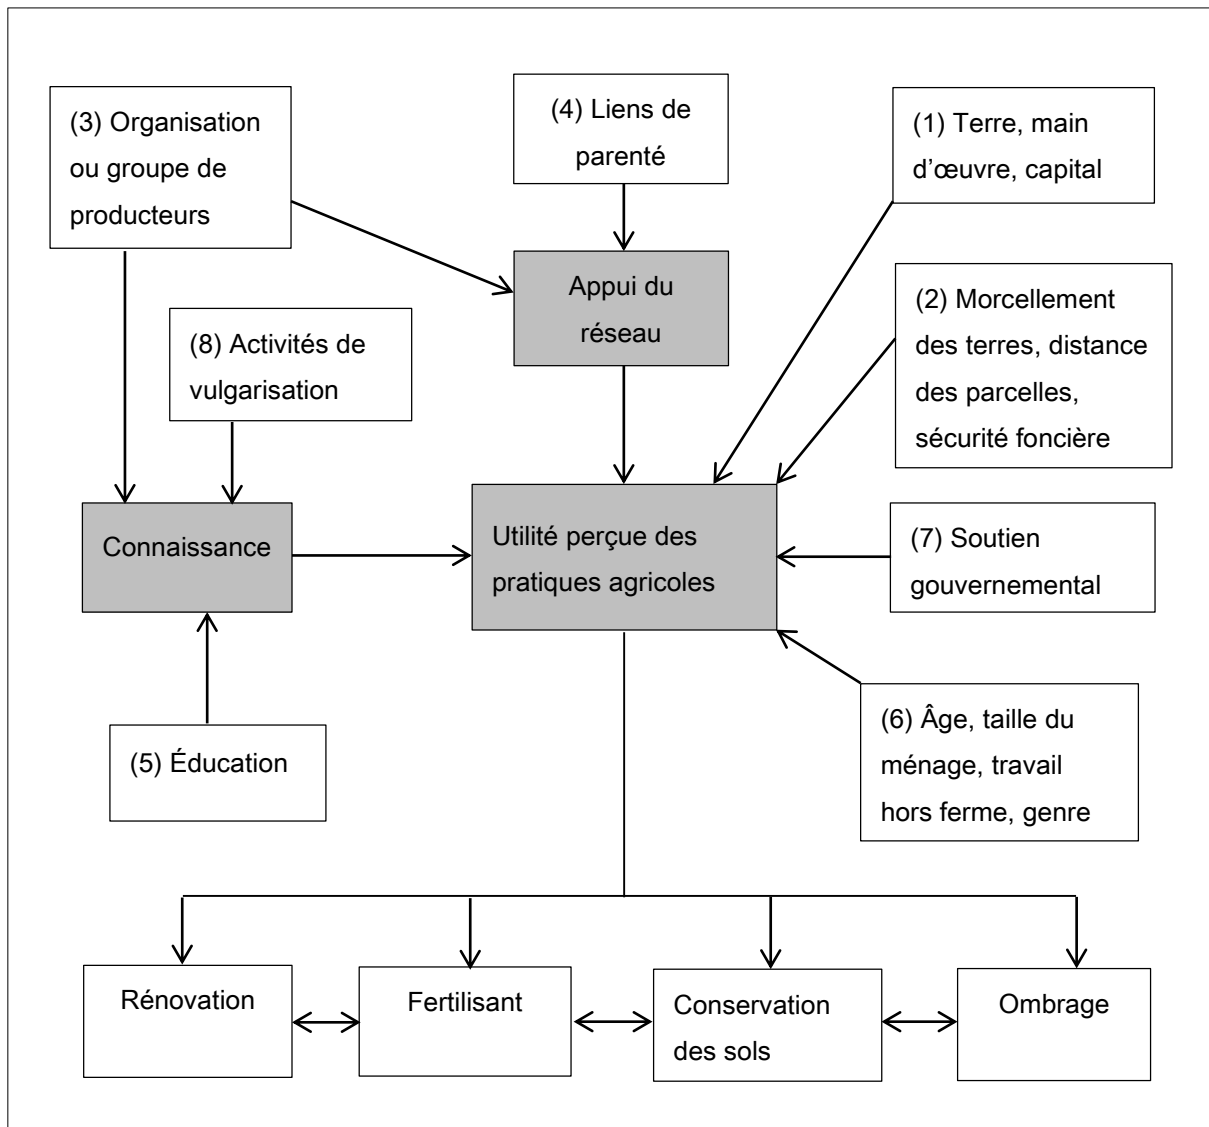 (3) Organisation
ou groupe de
producteurs
(4) Liens de
parenté
(1) Terre, main
d’œuvre, capital
Appui du
réseau
(2) Morcellement
des terres, distance
des parcelles,
sécurité foncière
(8) Activités de
vulgarisation
Connaissance
Utilité perçue des
pratiques agricoles
(7) Soutien
gouvernemental
(5) Éducation
(6) Âge, taille du
ménage, travail
hors ferme, genre
Rénovation
Fertilisant
Conservation
des sols
Ombrage